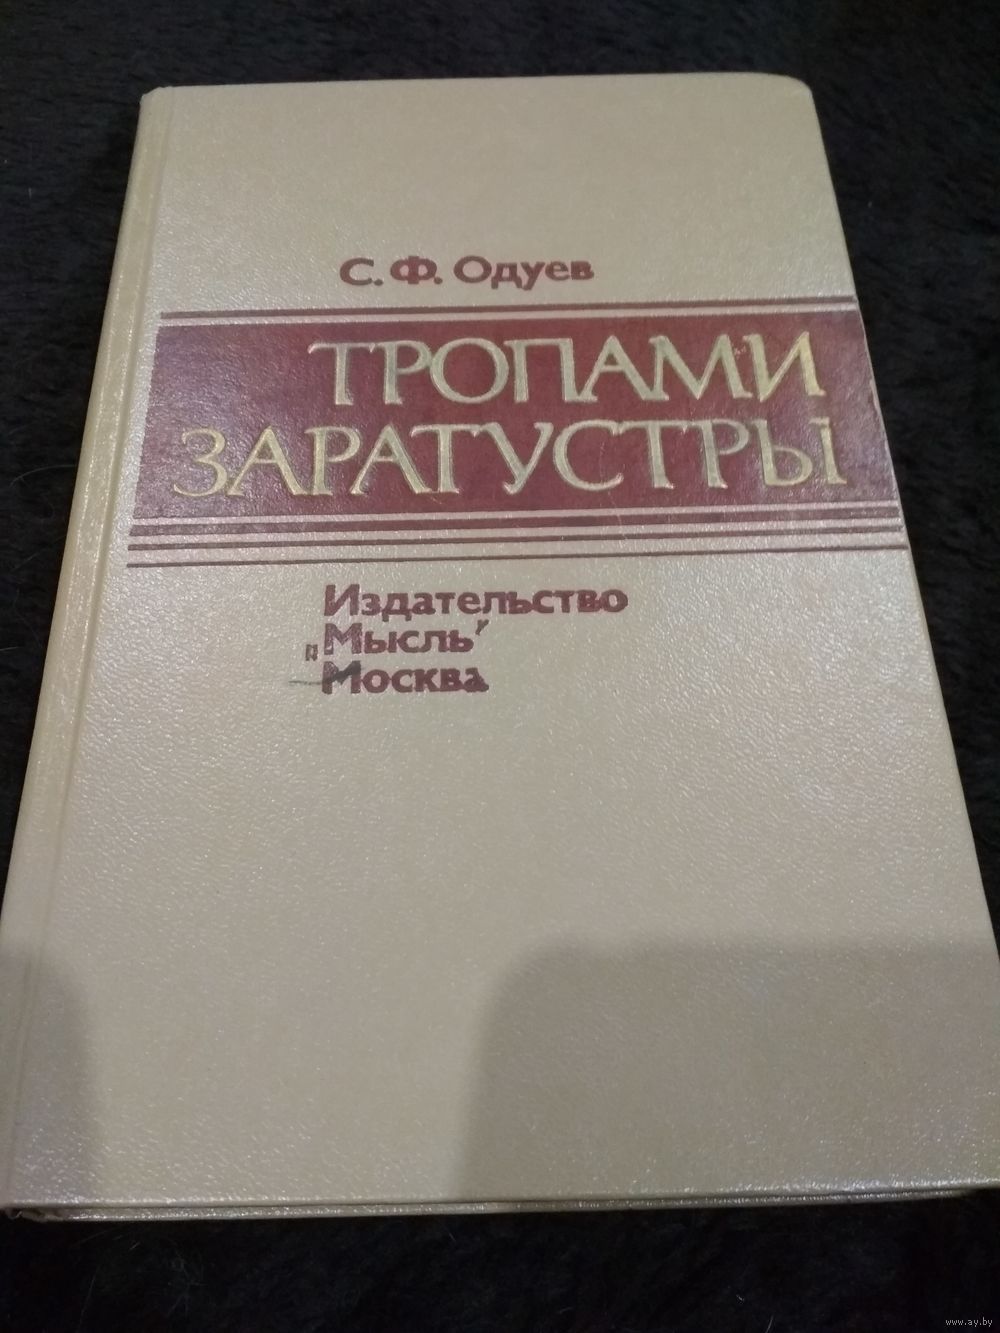 С. Ф. Одуев
ТРОПАМИ
ЗАРАТУСТРЫ
Издательство
„Мысль“
Москва
www.ay.by